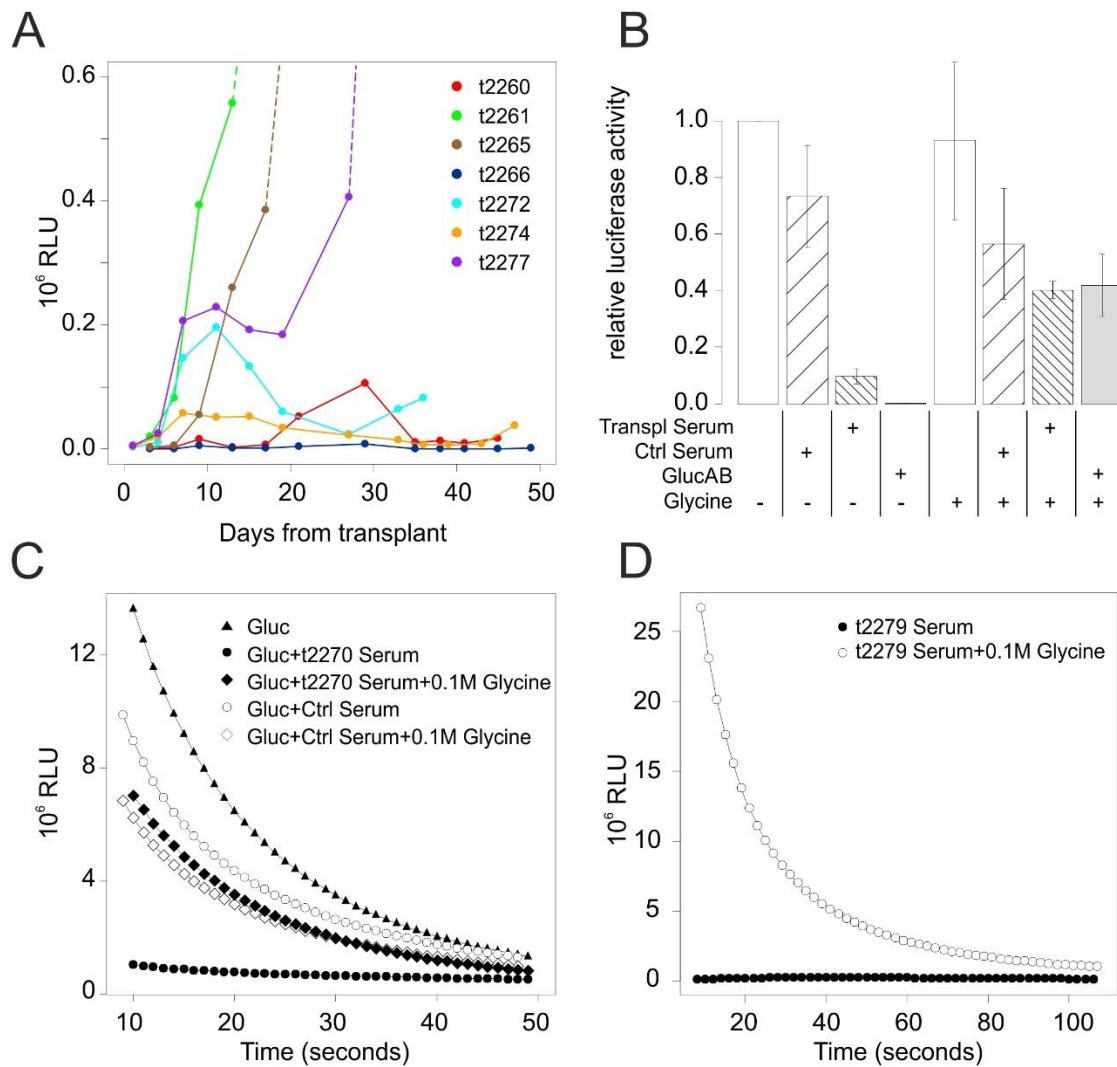 A
10⁶ RLU
0.6
0.4
0.2
0.0
0 10 20 30 40 50
Days from transplant
t2260
t2261
t2265
t2266
t2272
t2274
t2277
B
relative luciferase activity
1.0
0.8
0.6
0.4
0.2
0.0
Transpl Serum + +
Ctrl Serum + +
GlucAB + +
Glycine - - - - + + + +
C
10⁶ RLU
12
8
4
0
10 20 30 40 50
Time (seconds)
Gluc
Gluc+t2270 Serum
Gluc+t2270 Serum+0.1M Glycine
Gluc+Ctrl Serum
Gluc+Ctrl Serum+0.1M Glycine
D
10⁶ RLU
25
20
15
10
5
0
20 40 60 80 100
Time (seconds)
t2279 Serum
t2279 Serum+0.1M Glycine